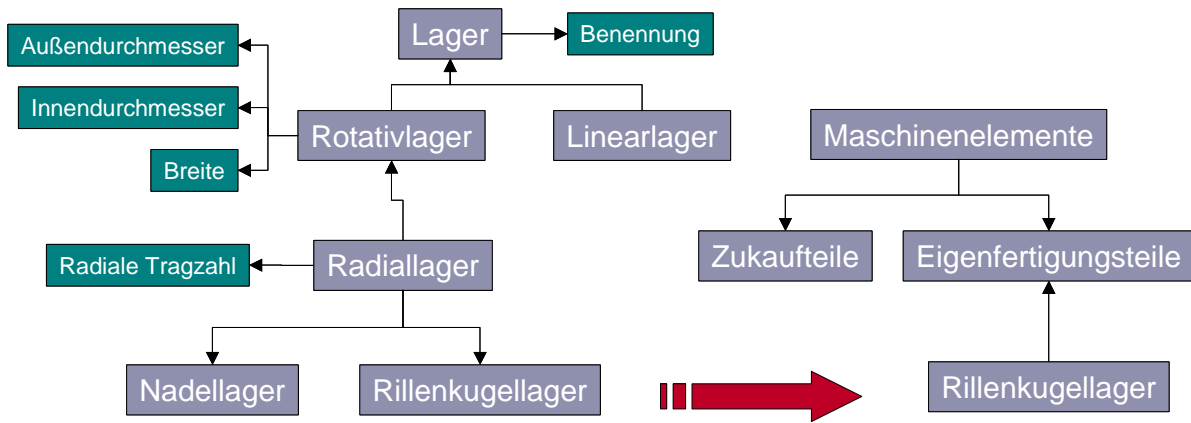 Lager
Benennung
Außendurchmesser
Innendurchmesser
Rotativlager
Linearlager
Maschinenelemente
Breite
Radiale Tragzahl
Radiallager
Zukaufteile
Eigenfertigungsteile
Nadellager
Rillenkugellager
Rillenkugellager